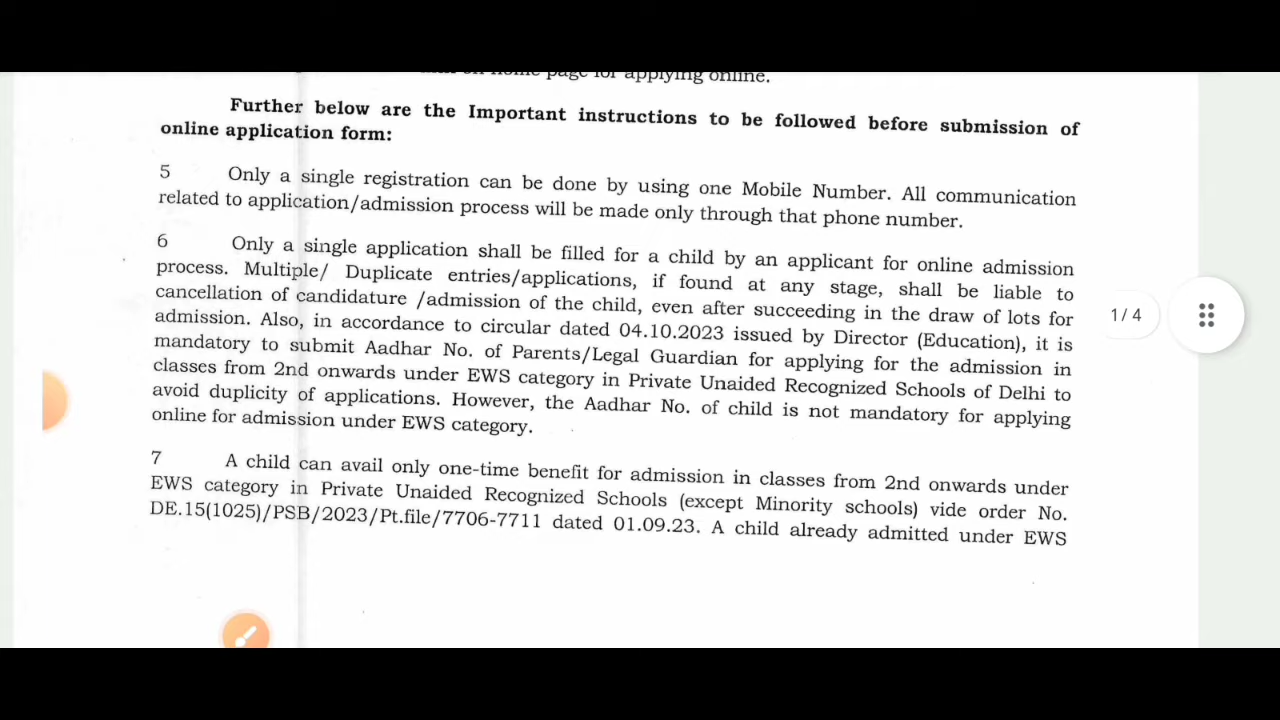 on home page for applying online.
Further below are the Important instructions to be followed before submission of
online application form:
5 Only a single registration can be done by using one Mobile Number. All communication
related to application/admission process will be made only through that phone number.
6 Only a single application shall be filled for a child by an applicant for online admission
process. Multiple/ Duplicate entries/applications, if found at any stage, shall be liable to
cancellation of candidature /admission of the child, even after succeeding in the draw of lots for
admission. Also, in accordance to circular dated 04.10.2023 issued by Director (Education), it is
mandatory to submit Aadhar No. of Parents/Legal Guardian for applying for the admission in
classes from 2nd onwards under EWS category in Private Unaided Recognized Schools of Delhi to
avoid duplicity of applications. However, the Aadhar No. of child is not mandatory for applying
online for admission under EWS category.
7 A child can avail only one-time benefit for admission in classes from 2nd onwards under
EWS category in Private Unaided Recognized Schools (except Minority schools) vide order No.
DE.15(1025)/PSB/2023/Pt.file/7706-7711 dated 01.09.23. A child already admitted under EWS
1 / 4